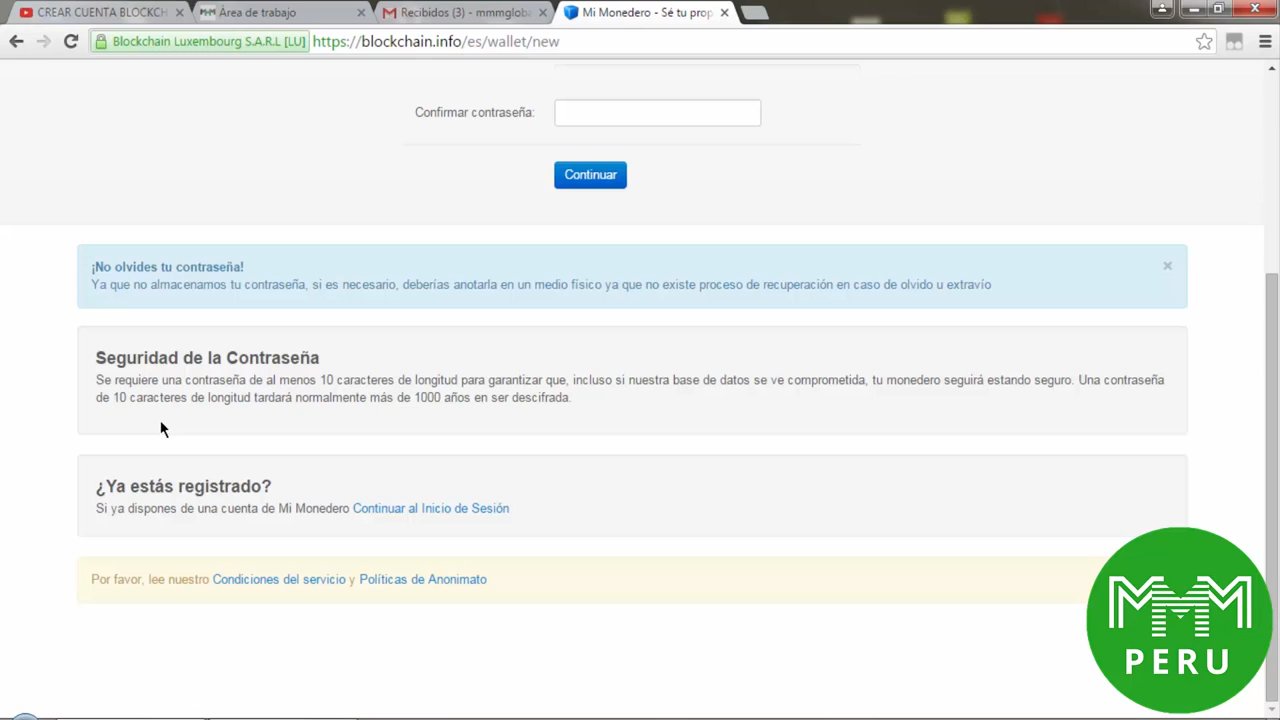 CREAR CUENTA BLOCKCH
Área de trabajo
Recibidos (3) - mmmgloba
Mi Monedero - Sé tu prop
Blockchain Luxembourg S.A.R.L [LU]
https://blockchain.info/es/wallet/new
Confirmar contraseña:
Continuar
¡No olvides tu contraseña!
Ya que no almacenamos tu contraseña, si es necesario, deberías anotarla en un medio físico ya que no existe proceso de recuperación en caso de olvido u extravío
Seguridad de la Contraseña
Se requiere una contraseña de al menos 10 caracteres de longitud para garantizar que, incluso si nuestra base de datos se ve comprometida, tu monedero seguirá estando seguro. Una contraseña
de 10 caracteres de longitud tardará normalmente más de 1000 años en ser descifrada.
¿Ya estás registrado?
Si ya dispones de una cuenta de Mi Monedero Continuar al Inicio de Sesión
Por favor, lee nuestro Condiciones del servicio y Políticas de Anonimato
MMM
PERU